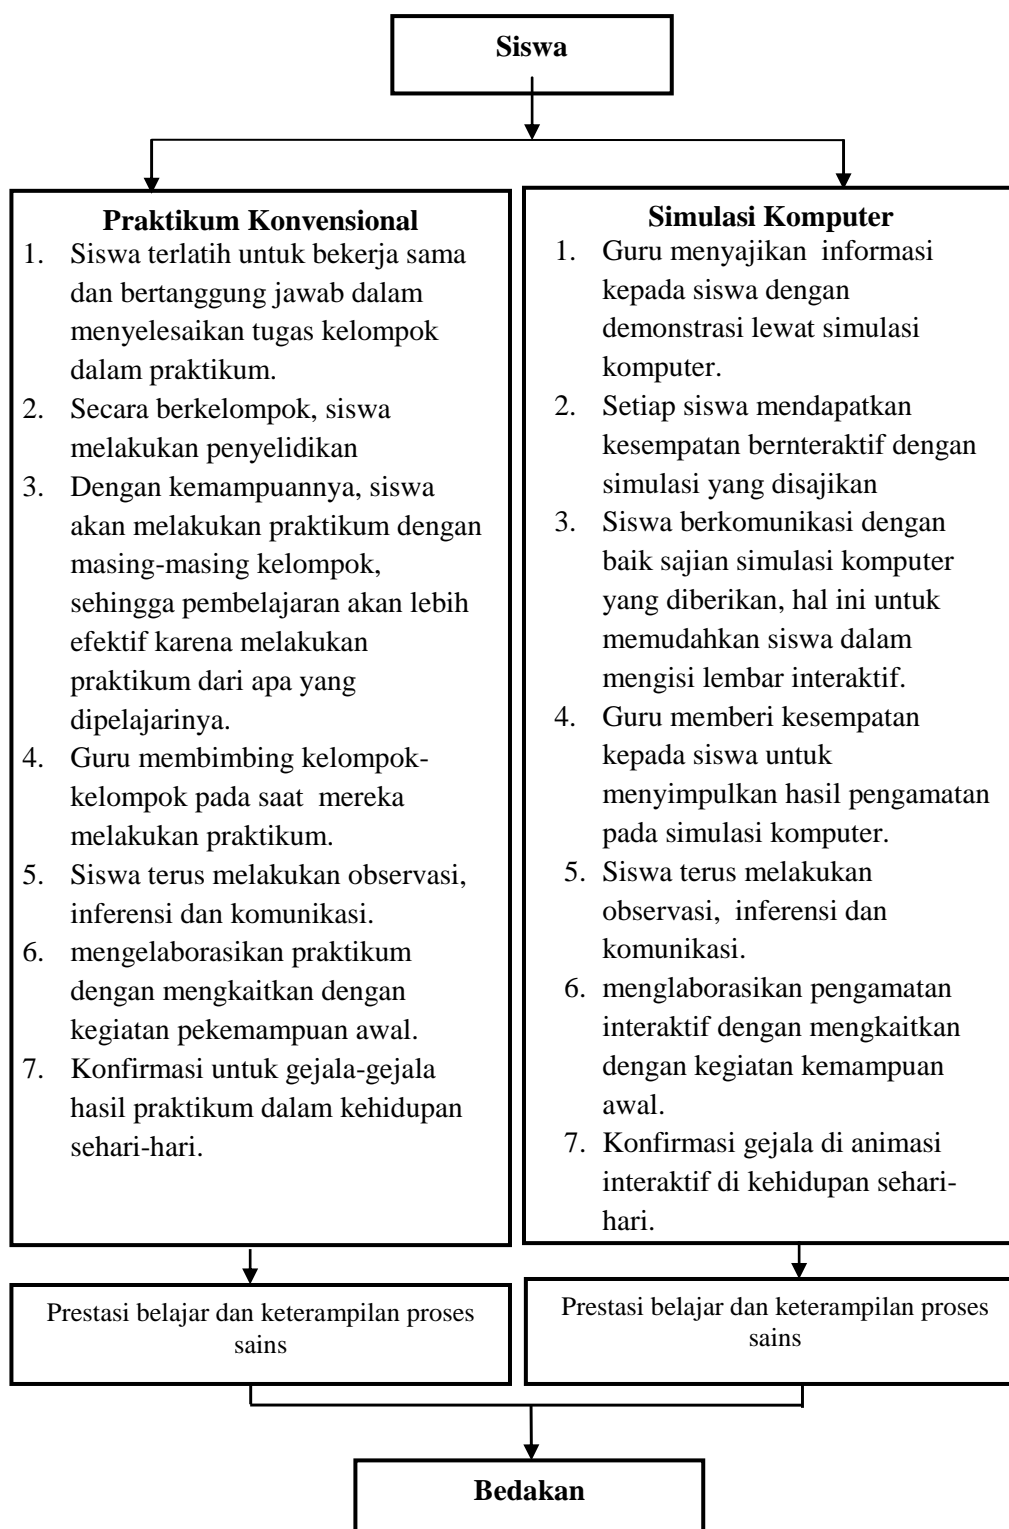 Siswa
Praktikum Konvensional
1. Siswa terlatih untuk bekerja sama
dan bertanggung jawab dalam
menyelesaikan tugas kelompok
dalam praktikum.
2. Secara berkelompok, siswa
melakukan penyelidikan
3. Dengan kemampuannya, siswa
akan melakukan praktikum dengan
masing-masing kelompok,
sehingga pembelajaran akan lebih
efektif karena melakukan
praktikum dari apa yang
dipelajarinya.
4. Guru membimbing kelompok-
kelompok pada saat mereka
melakukan praktikum.
5. Siswa terus melakukan observasi,
inferensi dan komunikasi.
6. mengelaborasikan praktikum
dengan mengkaitkan dengan
kegiatan pekemampuan awal.
7. Konfirmasi untuk gejala-gejala
hasil praktikum dalam kehidupan
sehari-hari.
Simulasi Komputer
1. Guru menyajikan informasi
kepada siswa dengan
demonstrasi lewat simulasi
komputer.
2. Setiap siswa mendapatkan
kesempatan bernteraktif dengan
simulasi yang disajikan
3. Siswa berkomunikasi dengan
baik sajian simulasi komputer
yang diberikan, hal ini untuk
memudahkan siswa dalam
mengisi lembar interaktif.
4. Guru memberi kesempatan
kepada siswa untuk
menyimpulkan hasil pengamatan
pada simulasi komputer.
5. Siswa terus melakukan
observasi, inferensi dan
komunikasi.
6. menglaborasikan pengamatan
interaktif dengan mengkaitkan
dengan kegiatan kemampuan
awal.
7. Konfirmasi gejala di animasi
interaktif di kehidupan sehari-
hari.
Prestasi belajar dan keterampilan proses
sains
Prestasi belajar dan keterampilan proses
sains
Bedakan